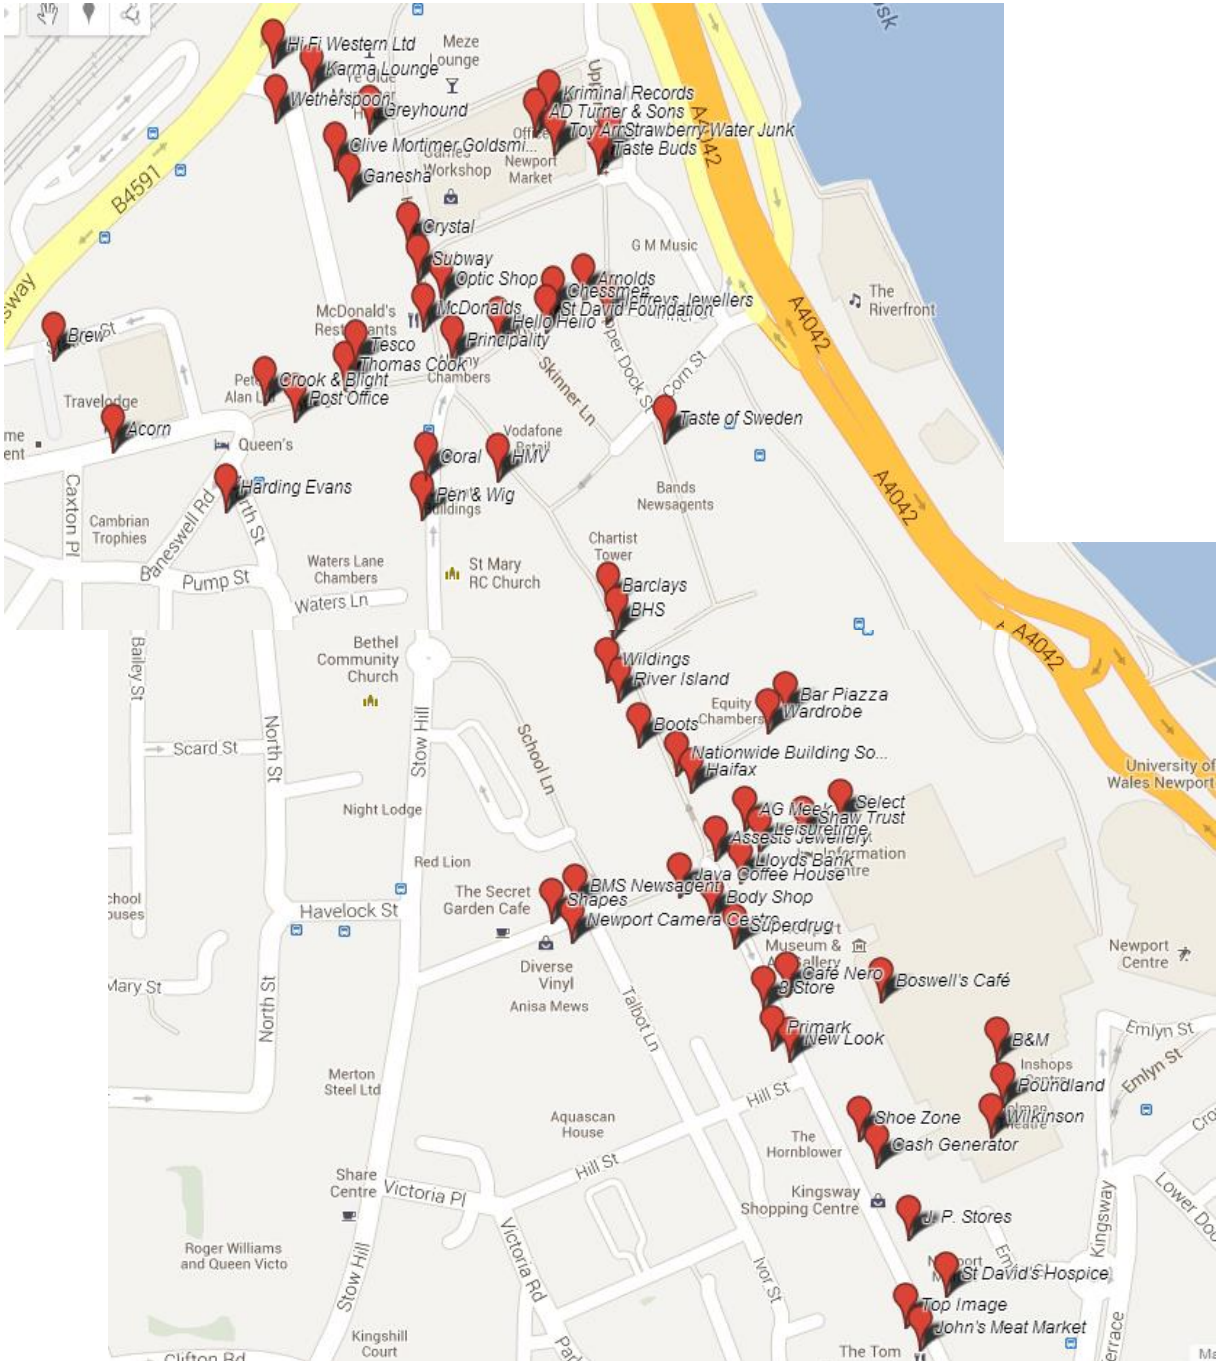 Hi Fi Western Ltd
Karma Lounge
Meze
Lounge
Wetherspoon
Greyhound
Kriminal Records
AD Turner & Sons
Strawberry Water Junk
Taste Buds
Newport
Market
Clive Mortimer Goldsmi...
Workshop
Ganesha
B4591
A4042
Crystal
G M Music
Subway
Optic Shop
Arnolds
Chessmen
Jeffreys Jewellers
St David Foundation
The
Riverfront
A4042
McDonald's
McDonalds
Hello Hello
Principality
Brew
Tesco
Thomas Cook
Chambers
Skinner Ln
Corn St
Crook & Blight
Post Office
Travelodge
Acorn
Queen's
Taste of Sweden
Vodafone
Coral
HMV
Harding Evans
Pen & Wig
Bands
Newsagents
A4042
Caxton Pl
Cambrian
Trophies
Baneswell Rd
Pump St
Waters Lane
Chambers
Waters Ln
St Mary
RC Church
Chartist
Tower
Barclays
BHS
A4042
Bethel
Community
Church
Bailey St
Wildings
River Island
Bar Piazza
Equity
Chambers
Wardrobe
Boots
North St
Scard St
Stow Hill
School Ln
Nationwide Building So...
Haifax
University of
Wales Newport
Night Lodge
Select
AG Meek
Shaw Trust
Leisuretime
Assests Jewellery
Information
Lloyds Bank
Red Lion
Java Coffee House
BMS Newsagent
Body Shop
The Secret
Garden Cafe
Shapes
Newport Camera Centre
Superdrug
Havelock St
Museum &
Newport
Centre
Diverse
Vinyl
Café Nero
3 Store
Boswell's Café
Mary St
North St
Anisa Mews
Talbot Ln
Primark
New Look
B&M
Emlyn St
Emlyn St
Inshops
Poundland
Merton
Steel Ltd
Hill St
Shoe Zone
Wilkinson
Aquascan
House
The
Hornblower
Cash Generator
Hill St
Share
Centre
Victoria Pl
Kingsway
Shopping Centre
J. P. Stores
Kingsway
Victoria Rd
Roger Williams
and Queen Victo
Stow Hill
Ivor St
St David's Hospice
Top Image
John's Meat Market
Kingshill
Court
The Tom
Clifton Rd